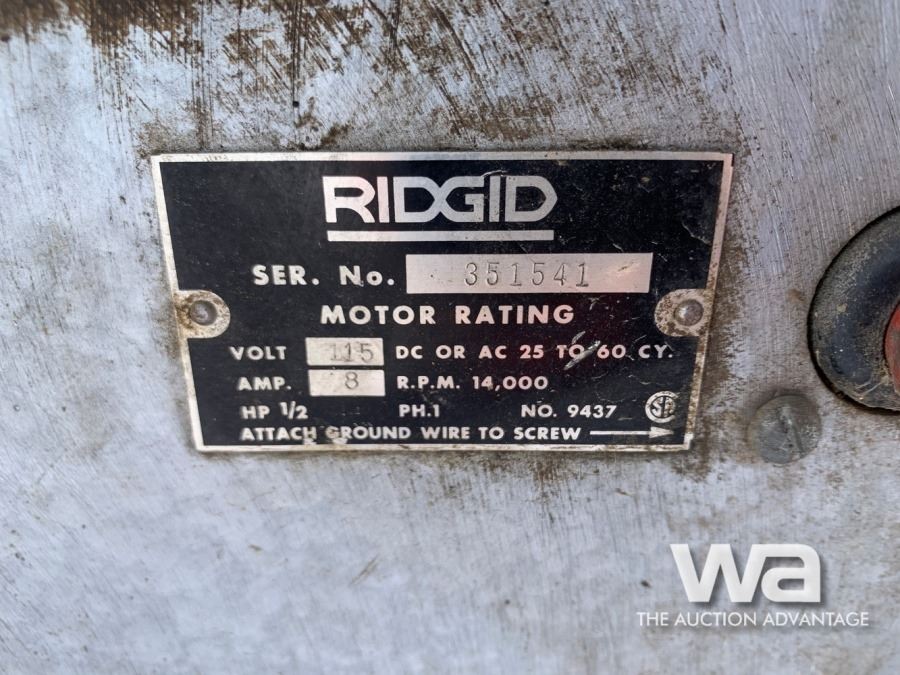 RIDGID
SER. No. 351541
MOTOR RATING
VOLT 115 DC OR AC 25 TO 60 CY.
AMP. 8 R.P.M. 14,000
HP 1/2 PH.1 NO. 9437
ATTACH GROUND WIRE TO SCREW
wa
THE AUCTION ADVANTAGE